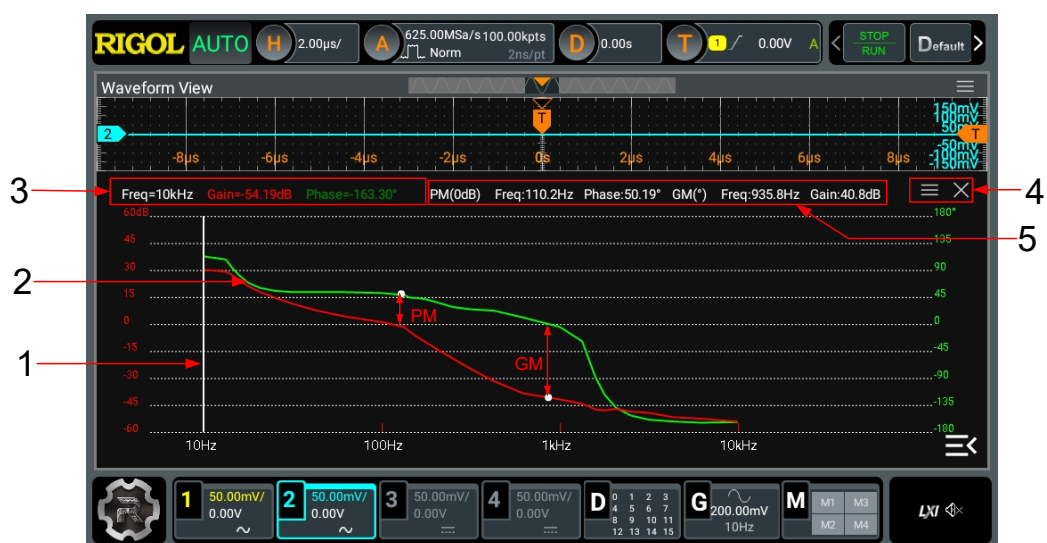 RIGOL AUTO H 2.00µs/ A 625.00MSa/s 100.00kpts D 0.00s T 1 0.00V A STOP Default
Norm 2ns/pt RUN
Waveform View
T
150mV
100mV
50mV
2 T
-50mV
-100mV
-150mV
-8µs -6µs -4µs -2µs 0s 2µs 4µs 6µs 8µs
3 Freq=10kHz Gain=-54.19dB Phase=-163.30° PM(0dB) Freq:110.2Hz Phase:50.19° GM(°) Freq:935.8Hz Gain:40.8dB 4
60dB 180°
45 135 5
30 90
2
15 45
PM
0 0
-15 -45
1 GM
-30 -90
-45 -135
-60 -180
10Hz 100Hz 1kHz 10kHz
1 50.00mV/ 2 50.00mV/ 3 50.00mV/ 4 50.00mV/ D 0 1 2 3 G M M1 M3
0.00V 0.00V 0.00V 0.00V 4 5 6 7 200.00mV LXI
8 9 10 11 10Hz M2 M4
12 13 14 15